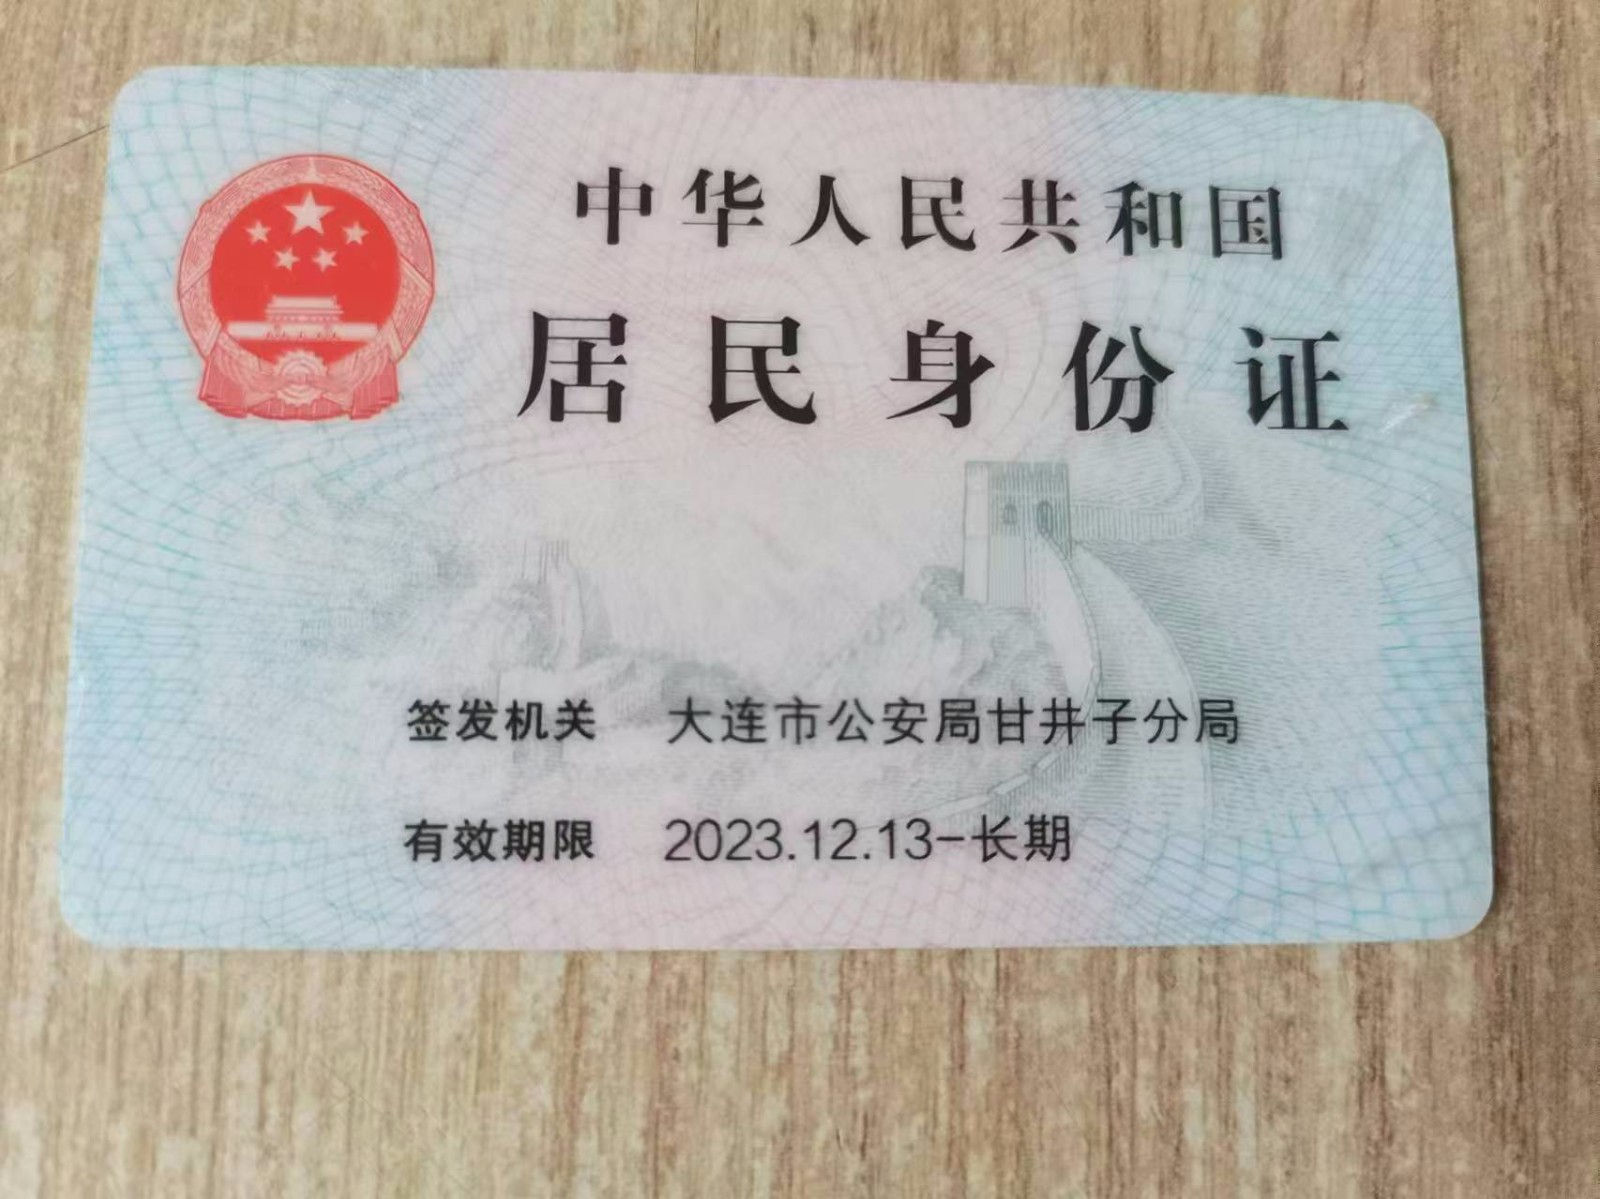 中华人民共和国
居民身份证
签发机关 大连市公安局甘井子分局
有效期限 2023.12.13-长期